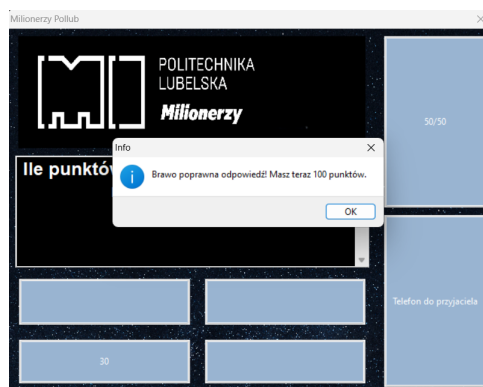 Milionerzy Pollub
POLITECHNIKA
LUBELSKA
Milionerzy
50/50
Info
Brawo poprawna odpowiedź! Masz teraz 100 punktów.
OK
Ile punktów
Telefon do przyjaciela
30